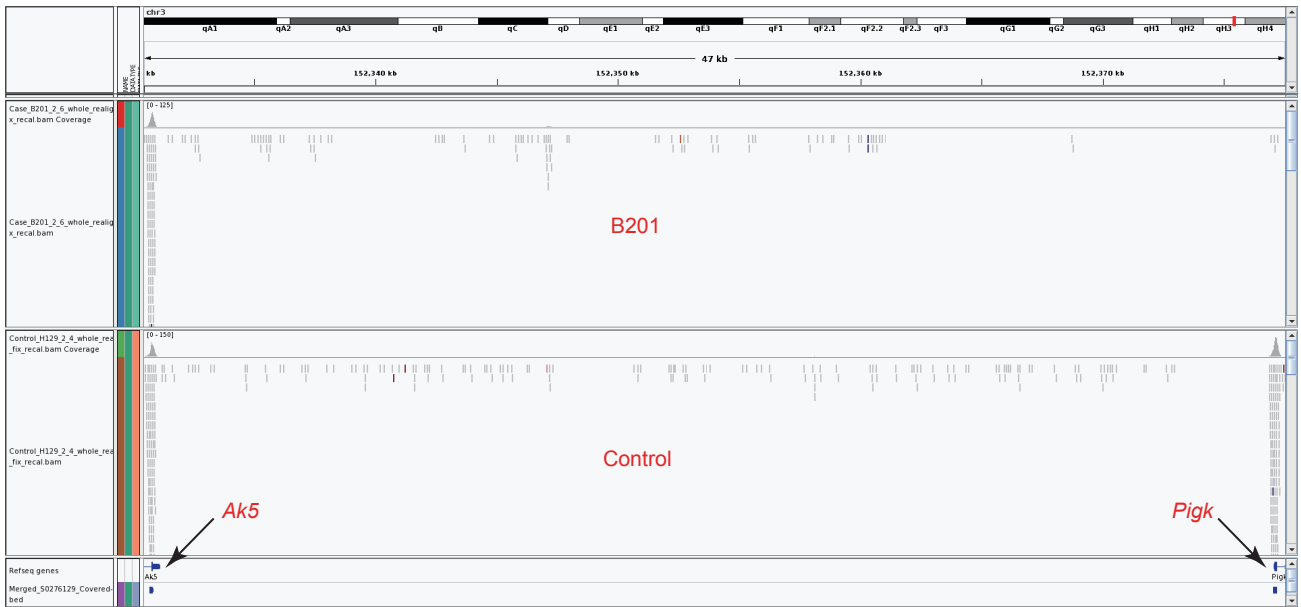 chr3
qA1 qA2 qA3 qB qC qD qE1 qE2 qE3 qF1 qF2.1 qF2.2 qF2.3 qF3 qG1 qG2 qG3 qH1 qH2 qH3 qH4
NAME
DATA TYPE
47 kb
kb 152,340 kb 152,350 kb 152,360 kb 152,370 kb
Case_B201_2_6_whole_realig
x_recal.bam Coverage
[0 - 125]
Case_B201_2_6_whole_realig
x_recal.bam
B201
Control_H129_2_4_whole_rea
_fix_recal.bam Coverage
[0 - 150]
Control_H129_2_4_whole_rea
_fix_recal.bam
Control
Ak5
Pigk
Refseq genes
Ak5
Pigk
Merged_S0276129_Covered-
bed